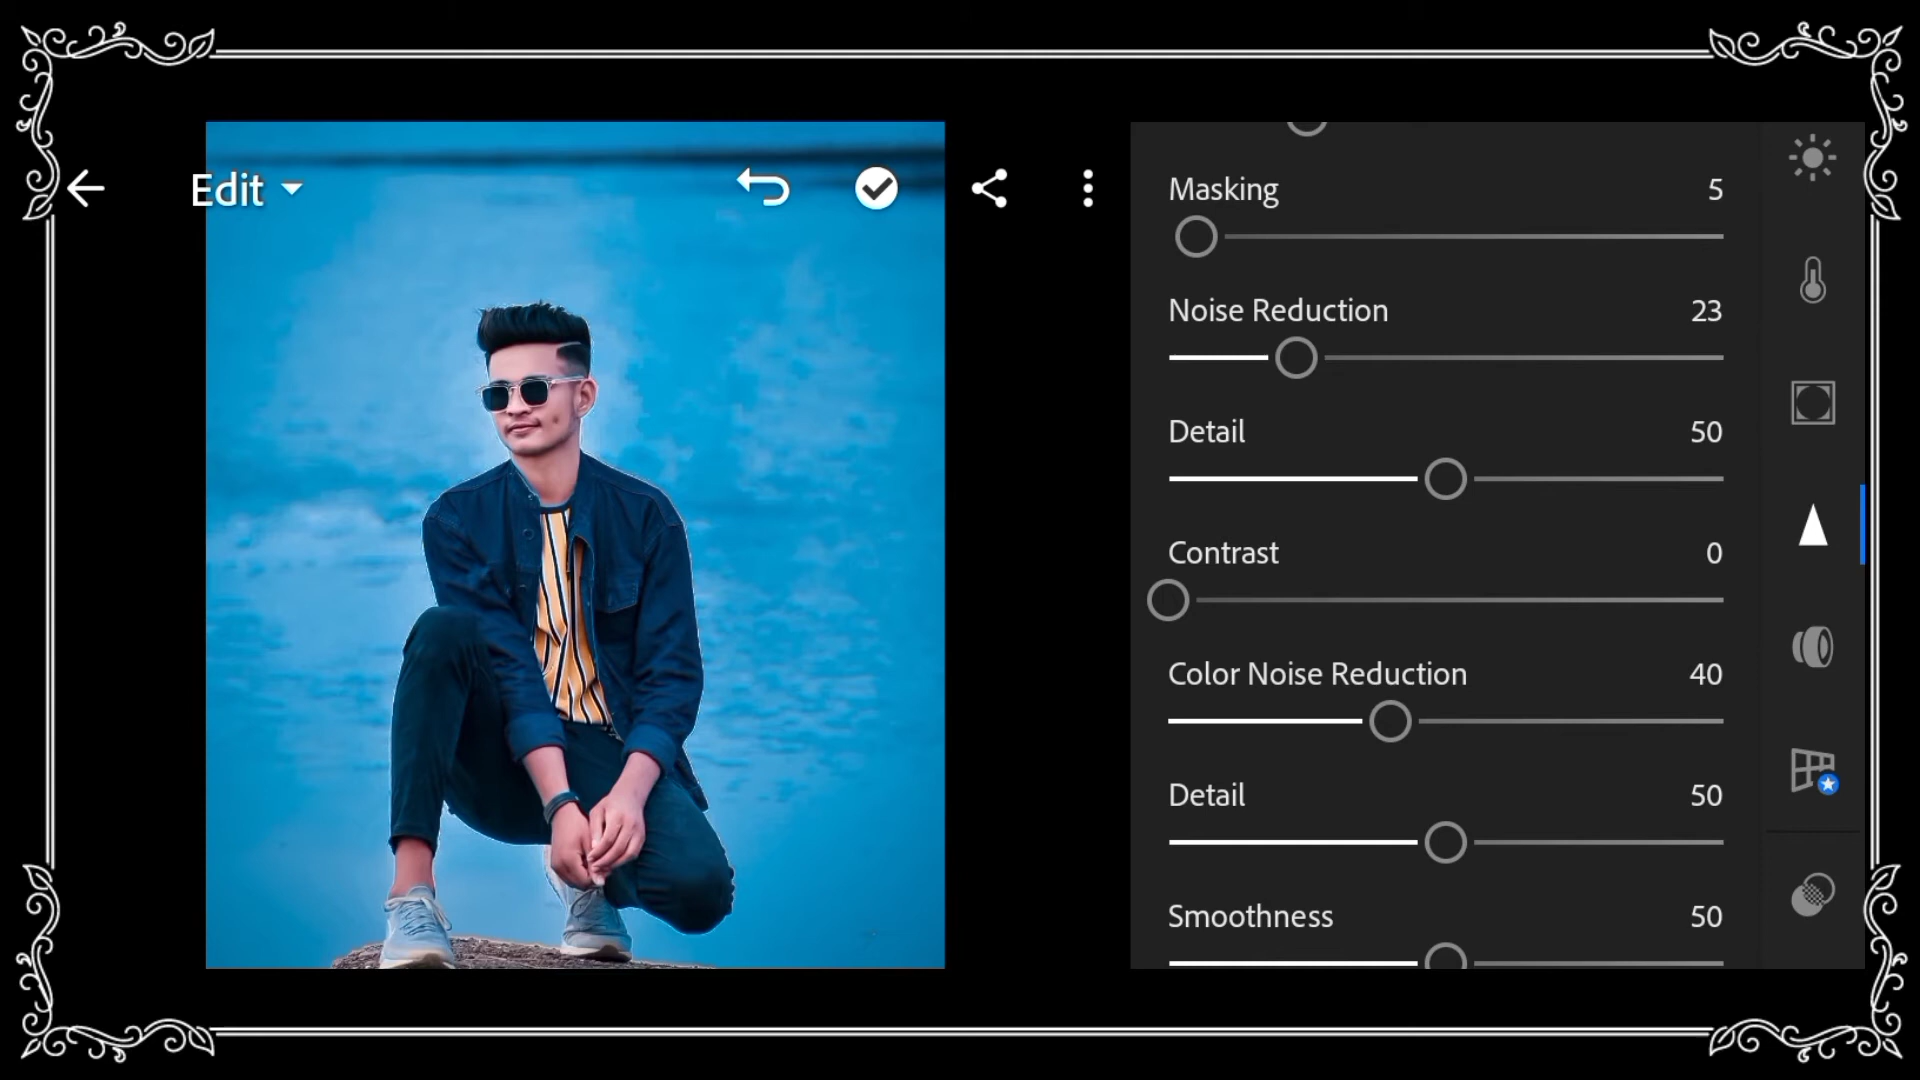 Edit
Masking 5
Noise Reduction 23
Detail 50
Contrast 0
Color Noise Reduction 40
Detail 50
Smoothness 50